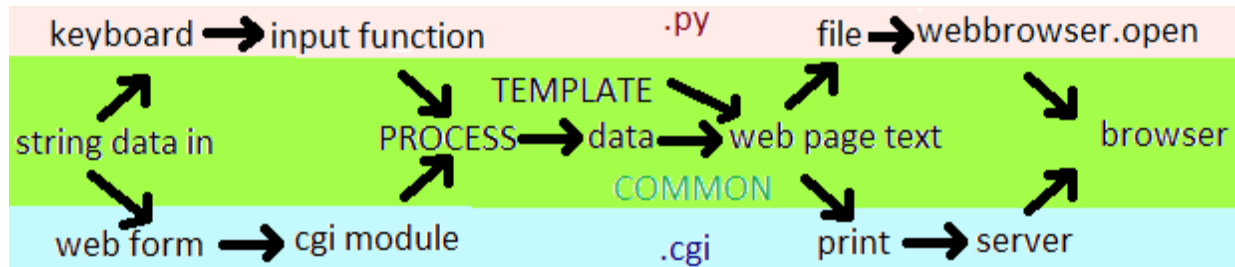 keyboard input function .py file webbrowser.open
TEMPLATE
string data in PROCESS data web page text browser
COMMON
web form cgi module .cgi print server